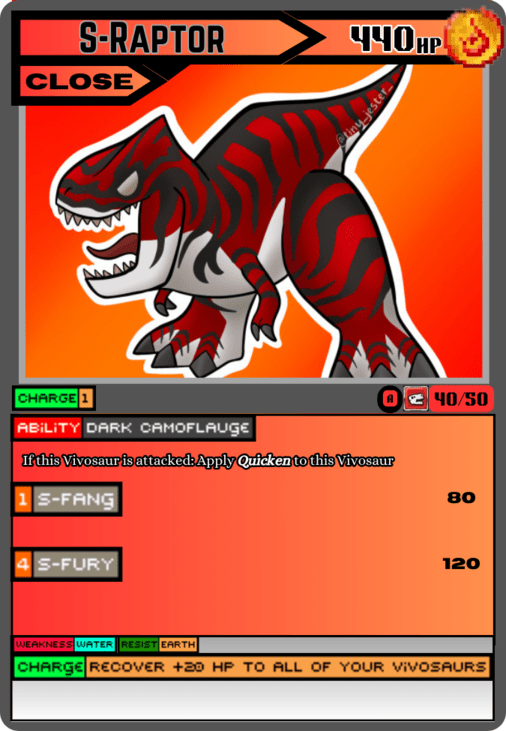 S-Raptor
440HP
CLOSE
@tiny_jester_
CHARGE 1
A
40/50
ABILITY DARK CAMOFLAUGE
If this Vivosaur is attacked: Apply Quicken to this Vivosaur
1 S-FANG 80
4 S-FURY 120
WEAKNESS WATER RESIST EARTH
CHARGE RECOVER +20 HP TO ALL OF YOUR VIVOSAURS